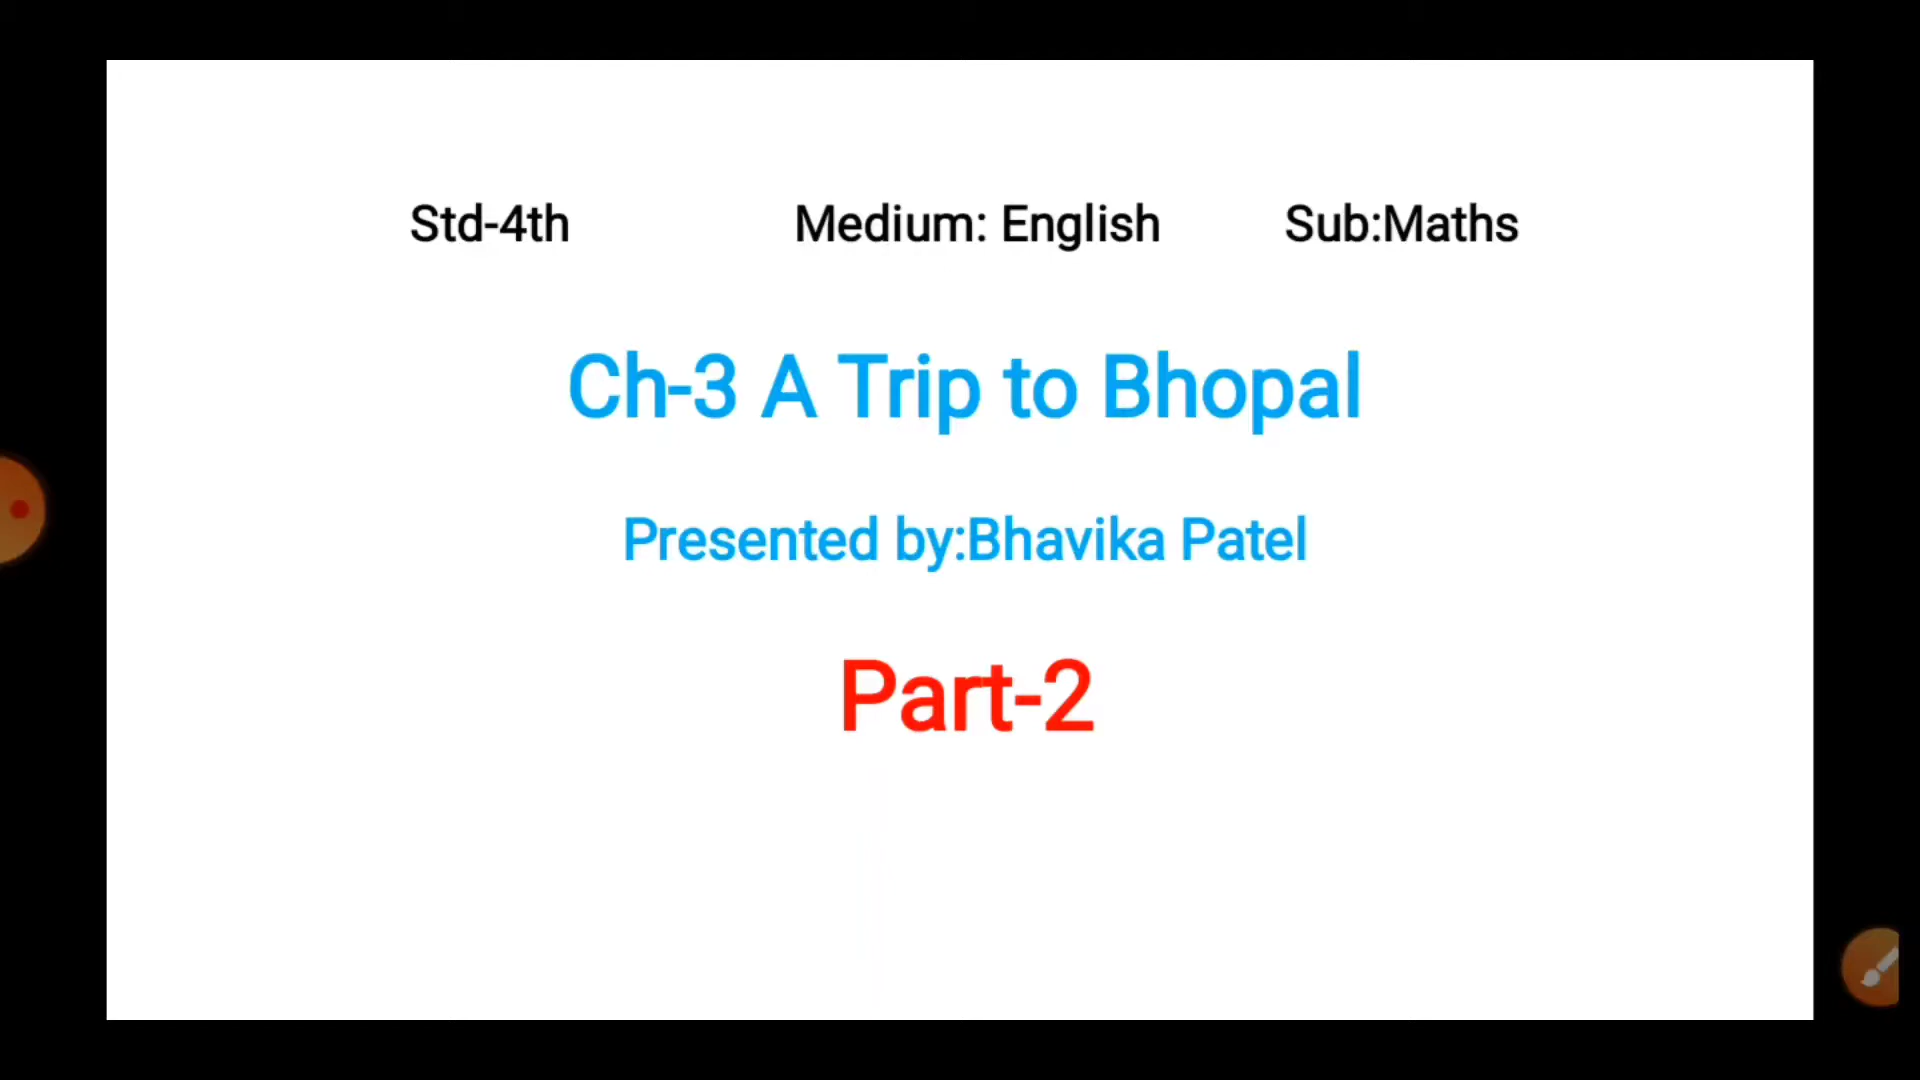 Std-4th Medium: English Sub:Maths
Ch-3 A Trip to Bhopal
Presented by:Bhavika Patel
Part-2